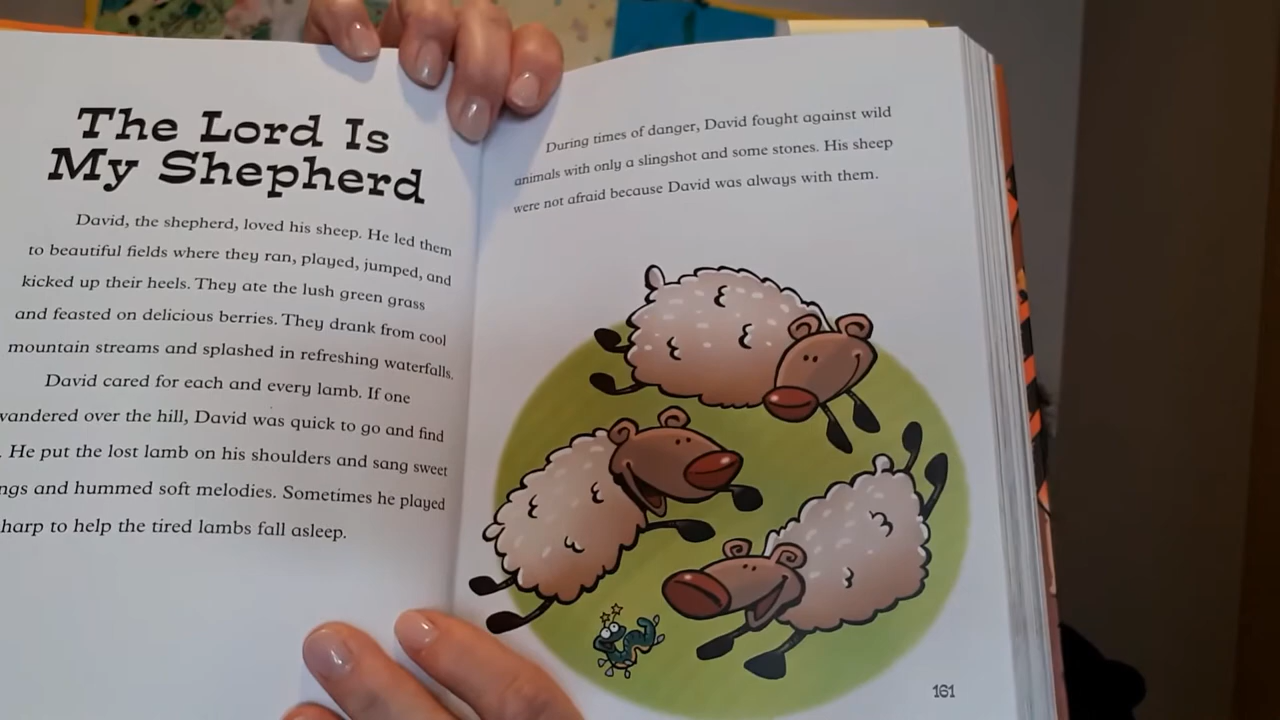 The Lord Is
My Shepherd
David, the shepherd, loved his sheep. He led them
to beautiful fields where they ran, played, jumped, and
kicked up their heels. They ate the lush green grass
and feasted on delicious berries. They drank from cool
mountain streams and splashed in refreshing waterfalls.
David cared for each and every lamb. If one
wandered over the hill, David was quick to go and find
. He put the lost lamb on his shoulders and sang sweet
ngs and hummed soft melodies. Sometimes he played
harp to help the tired lambs fall asleep.
During times of danger, David fought against wild
animals with only a slingshot and some stones. His sheep
were not afraid because David was always with them.
161